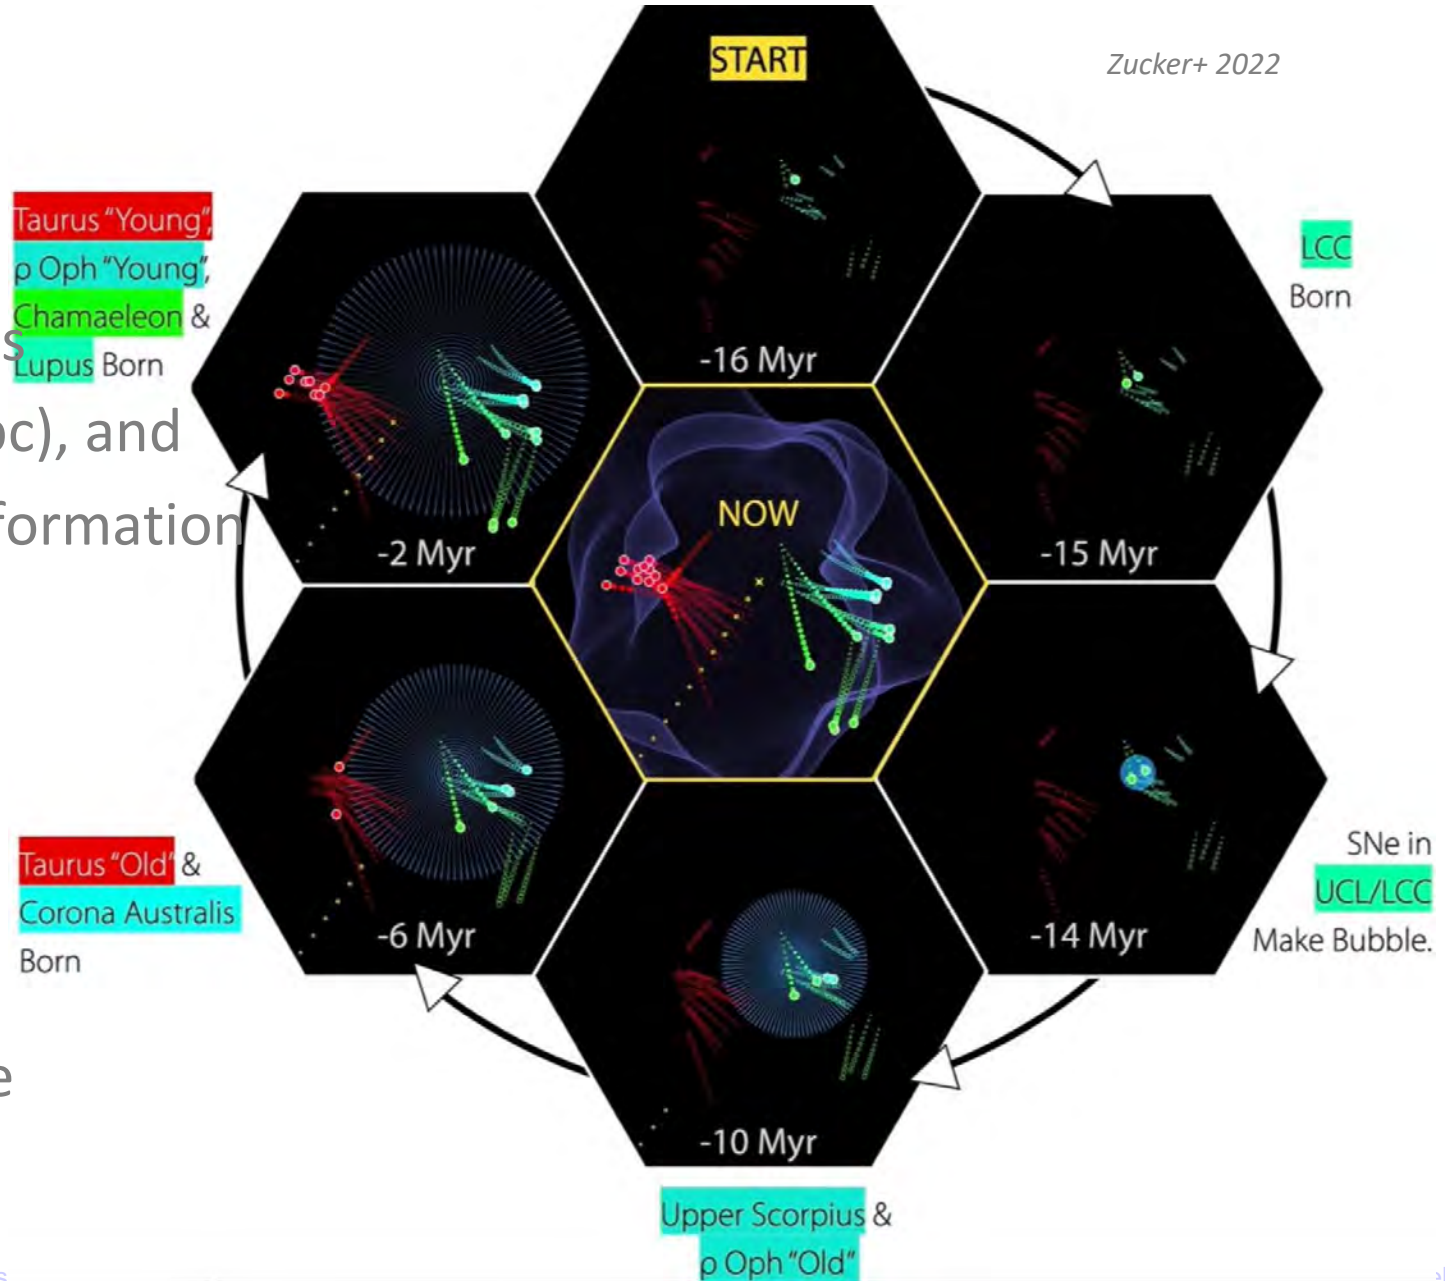 START
Zucker+ 2022
-16 Myr
LCC
Born
-15 Myr
SNe in
UCL/LCC
Make Bubble.
-14 Myr
-10 Myr
Upper Scorpius &
ρ Oph “Old”
Taurus “Old” &
Corona Australis
Born
-6 Myr
Taurus “Young”,
ρ Oph “Young”,
Chamaeleon &
Lupus Born
-2 Myr
NOW
s
oc), and
formation
e